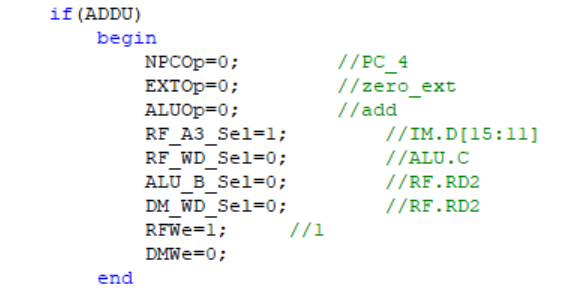 if(ADDU)
begin
NPCOp=0; //PC_4
EXTOp=0; //zero_ext
ALUOp=0; //add
RF_A3_Sel=1; //IM.D[15:11]
RF_WD_Sel=0; //ALU.C
ALU_B_Sel=0; //RF.RD2
DM_WD_Sel=0; //RF.RD2
RFWe=1; //1
DMWe=0;
end